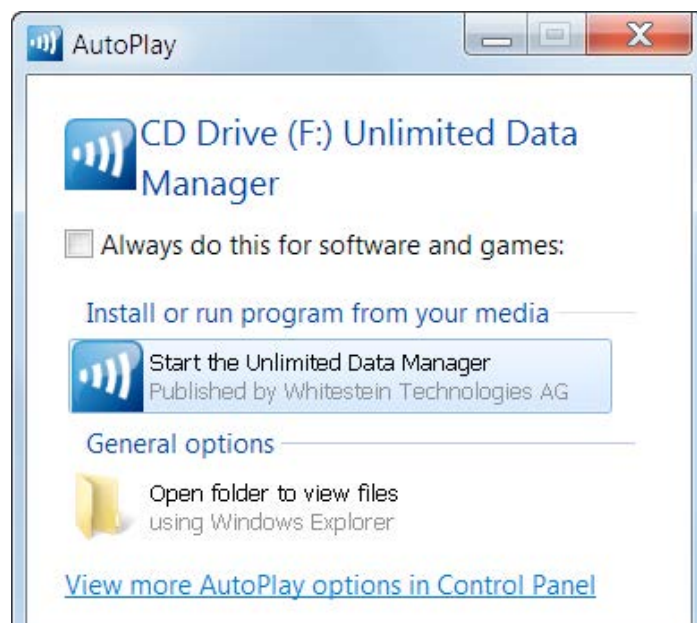 AutoPlay
CD Drive (F:) Unlimited Data
Manager
Always do this for software and games:
Install or run program from your media
Start the Unlimited Data Manager
Published by Whitestein Technologies AG
General options
Open folder to view files
using Windows Explorer
View more AutoPlay options in Control Panel